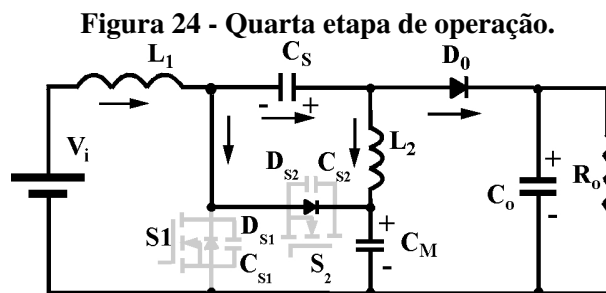 Figura 24 - Quarta etapa de operação.
L1
CS
D0
- +
Vi
L2
DS2 CS2
+
Co
-
Ro
S1
DS1
CS1
S2
+
CM
-